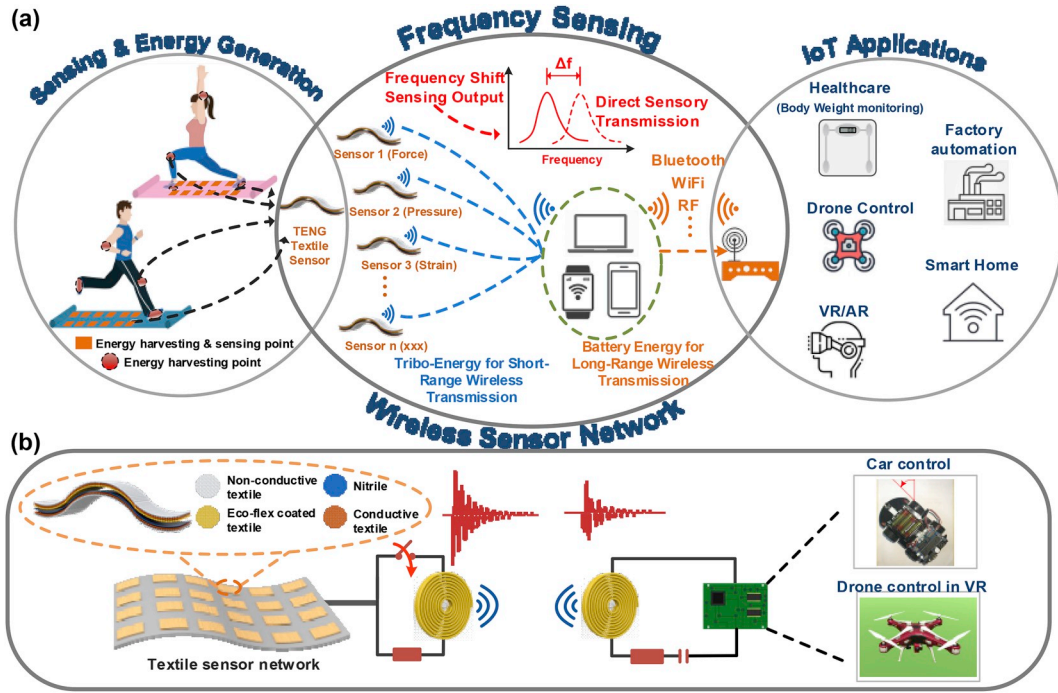 (a)
Sensing & Energy Generation
Frequency Sensing
IoT Applications
Frequency Shift
Sensing Output
Δf
Direct Sensory
Transmission
Frequency
Sensor 1 (Force)
Sensor 2 (Pressure)
Sensor 3 (Strain)
Sensor n (xxx)
TENG
Textile
Sensor
Bluetooth
WiFi
RF
Healthcare
(Body Weight monitoring)
Factory
automation
Drone Control
Smart Home
VR/AR
Energy harvesting & sensing point
Energy harvesting point
Tribo-Energy for Short-
Range Wireless
Transmission
Battery Energy for
Long-Range Wireless
Transmission
Wireless Sensor Network
(b)
Non-conductive
textile
Nitrile
Eco-flex coated
textile
Conductive
textile
Textile sensor network
Car control
Drone control in VR